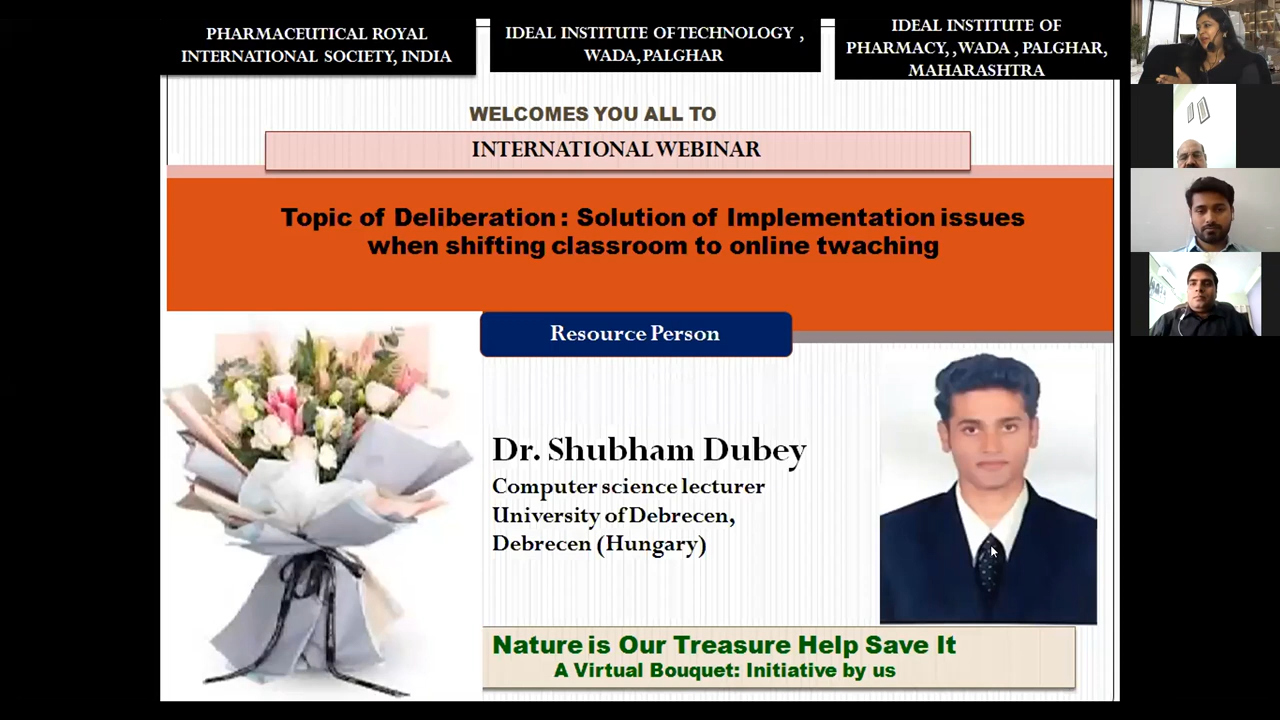 PHARMACEUTICAL ROYAL
INTERNATIONAL SOCIETY, INDIA
IDEAL INSTITUTE OF TECHNOLOGY ,
WADA, PALGHAR
IDEAL INSTITUTE OF
PHARMACY, ,WADA , PALGHAR,
MAHARASHTRA
WELCOMES YOU ALL TO
INTERNATIONAL WEBINAR
Topic of Deliberation : Solution of Implementation issues
when shifting classroom to online twaching
Resource Person
Dr. Shubham Dubey
Computer science lecturer
University of Debrecen,
Debrecen (Hungary)
Nature is Our Treasure Help Save It
A Virtual Bouquet: Initiative by us